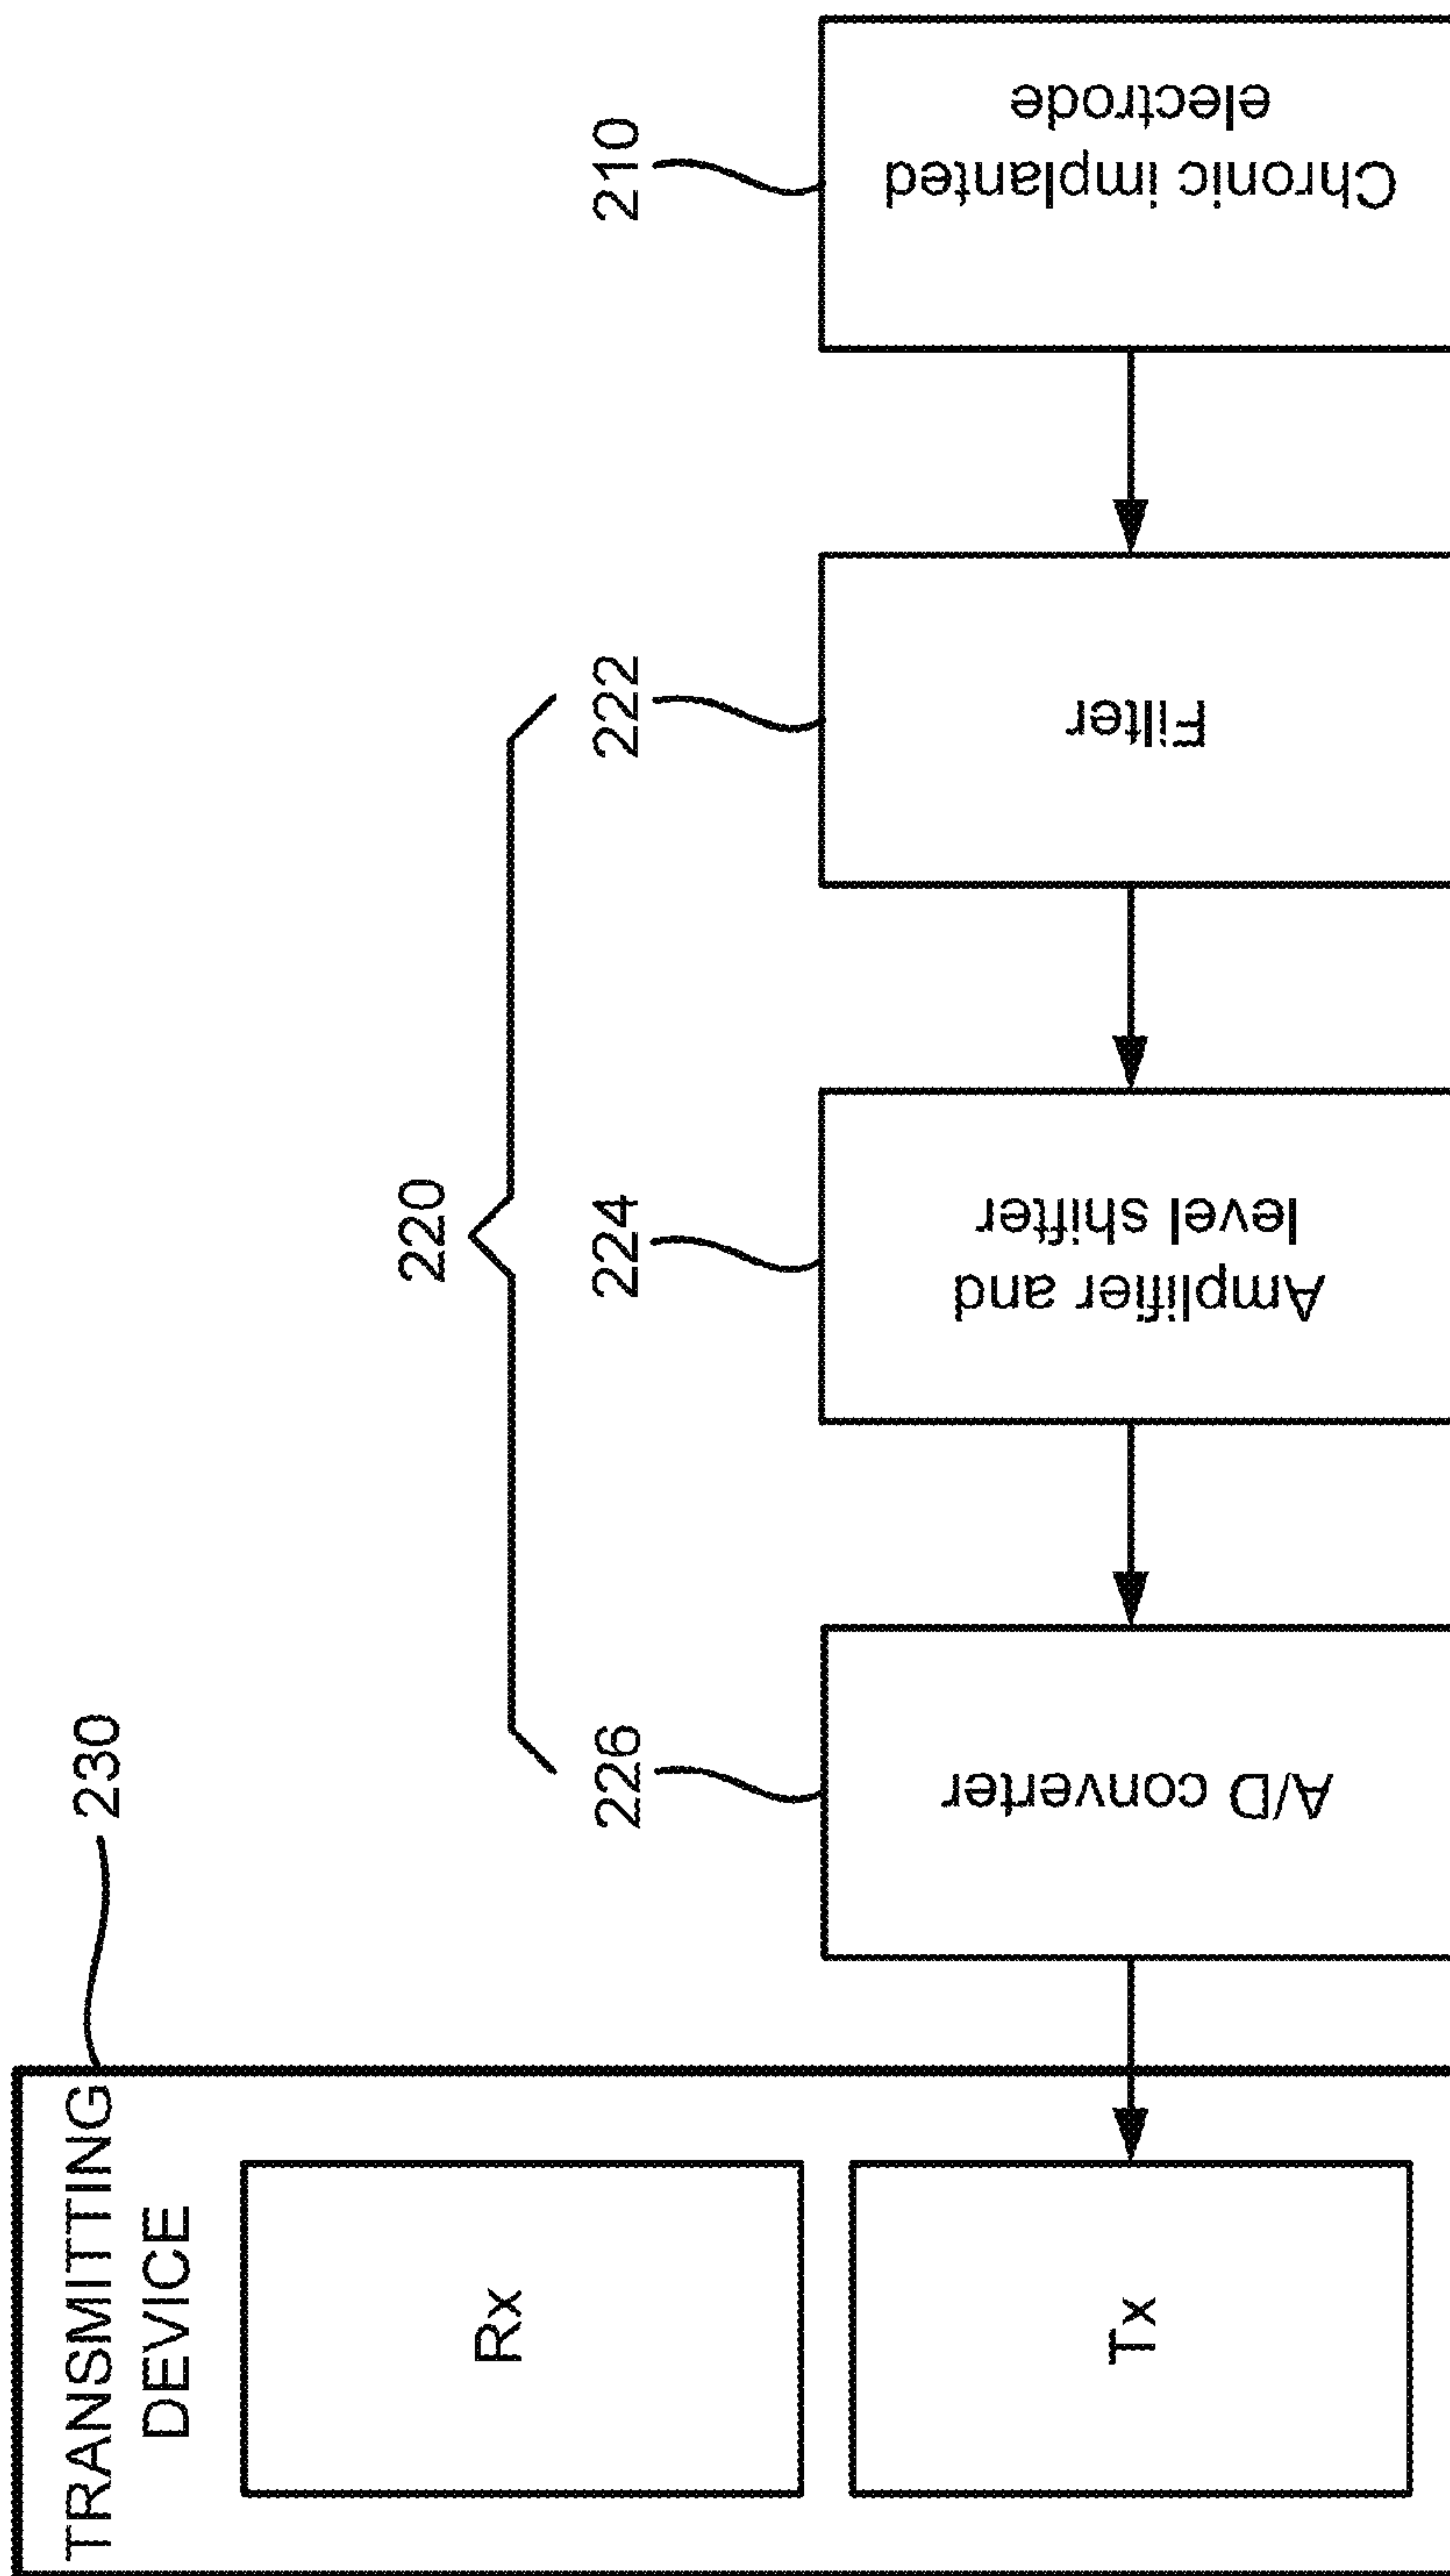 TRANSMITTING
DEVICE
230
Rx
Tx
220
226
224
222
210
A/D converter
Amplifier and
level shifter
Filter
Chronic implanted
electrode